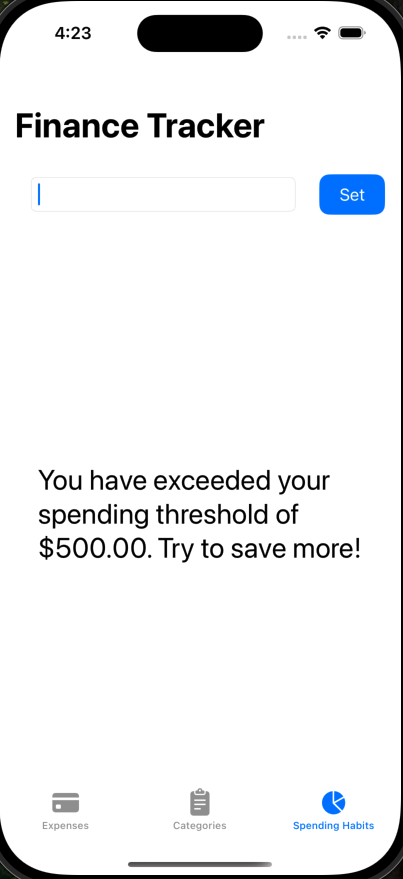 4:23
Finance Tracker
Set
You have exceeded your
spending threshold of
$500.00. Try to save more!
Expenses
Categories
Spending Habits